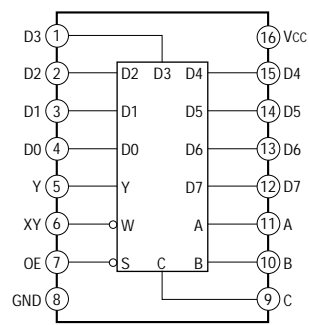 D3 1 16 VCC
D3
D2 2 D2 D4 15 D4
D1 3 D1 D5 14 D5
D0 4 D0 D6 13 D6
Y 5 Y D7 12 D7
XY 6 W A 11 A
OE 7 S C B 10 B
GND 8 9 C